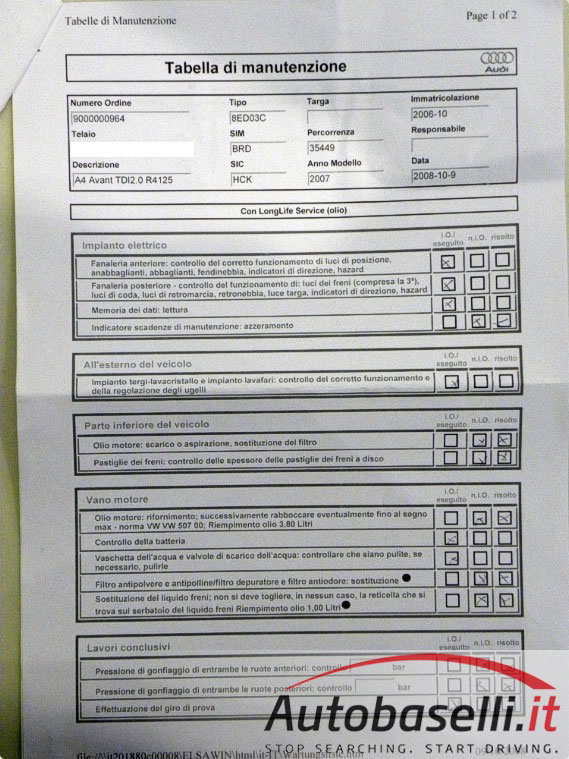 Tabelle di Manutenzione Page 1 of 2
Tabella di manutenzione
Audi
Numero Ordine Tipo Targa Immatricolazione
9000000964 8ED03C 2006-10
Telaio SIM Percorrenza Responsabile
BRD 35449
Descrizione SIC Anno Modello Data
A4 Avant TDI2.0 R4125 HCK 2007 2008-10-9
Con LongLife Service (olio)
Impianto elettrico i.O./ eseguito n.i.O. risolto
Fanaleria anteriore: controllo del corretto funzionamento di luci di posizione,
anabbaglianti, abbaglianti, fendinebbia, indicatori di direzione, hazard
Fanaleria posteriore - controllo del funzionamento di: luci dei freni (compresa la 3ª),
luci di coda, luci di retromarcia, retronebbia, luce targa, indicatori di direzione, hazard
Memoria dei dati: lettura
Indicatore scadenze di manutenzione: azzeramento
All'esterno del veicolo i.O./ eseguito n.i.O. risolto
Impianto tergi-lavacristallo e impianto lavafari: controllo del corretto funzionamento e
della regolazione degli ugelli
Parte inferiore del veicolo i.O./ eseguito n.i.O. risolto
Olio motore: scarico o aspirazione, sostituzione del filtro
Pastiglie dei freni: controllo delle spessore delle pastiglie dei freni a disco
Vano motore i.O./ eseguito n.i.O. risolto
Olio motore: rifornimento; successivamente rabboccare eventualmente fino al segno
max - norma VW VW 507 00; Riempimento olio 3,80 Litri
Controllo della batteria
Vaschetta dell'acqua e valvole di scarico dell'acqua: controllare che siano pulite, se
necessario, pulirle
Filtro antipolvere e antipolline/filtro depuratore e filtro antiodore: sostituzione
Sostituzione del liquido freni; non si deve togliere, in nessun caso, la reticella che si
trova sul serbatoio del liquido freni Riempimento olio 1,00 Litri
Lavori conclusivi i.O./ eseguito n.i.O. risolto
Pressione di gonfiaggio di entrambe le ruote anteriori: controllo bar
Pressione di gonfiaggio di entrambe le ruote posteriori: controllo bar
Effettuazione del giro di prova
Autobaselli.it
STOP SEARCHING. START DRIVING.
file://\\it201880c00008\ELSAWIN\html\it-IT\Wartungsliste.htm